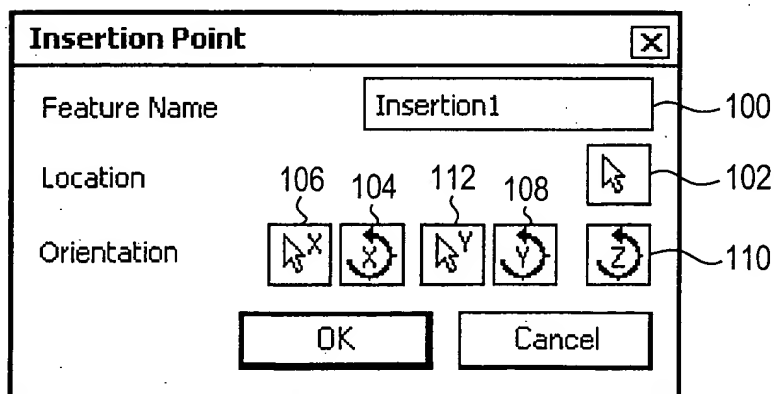 Insertion Point
Feature Name Insertion1 100
Location 102
106 104 112 108
Orientation X X Y Y Z 110
OK Cancel